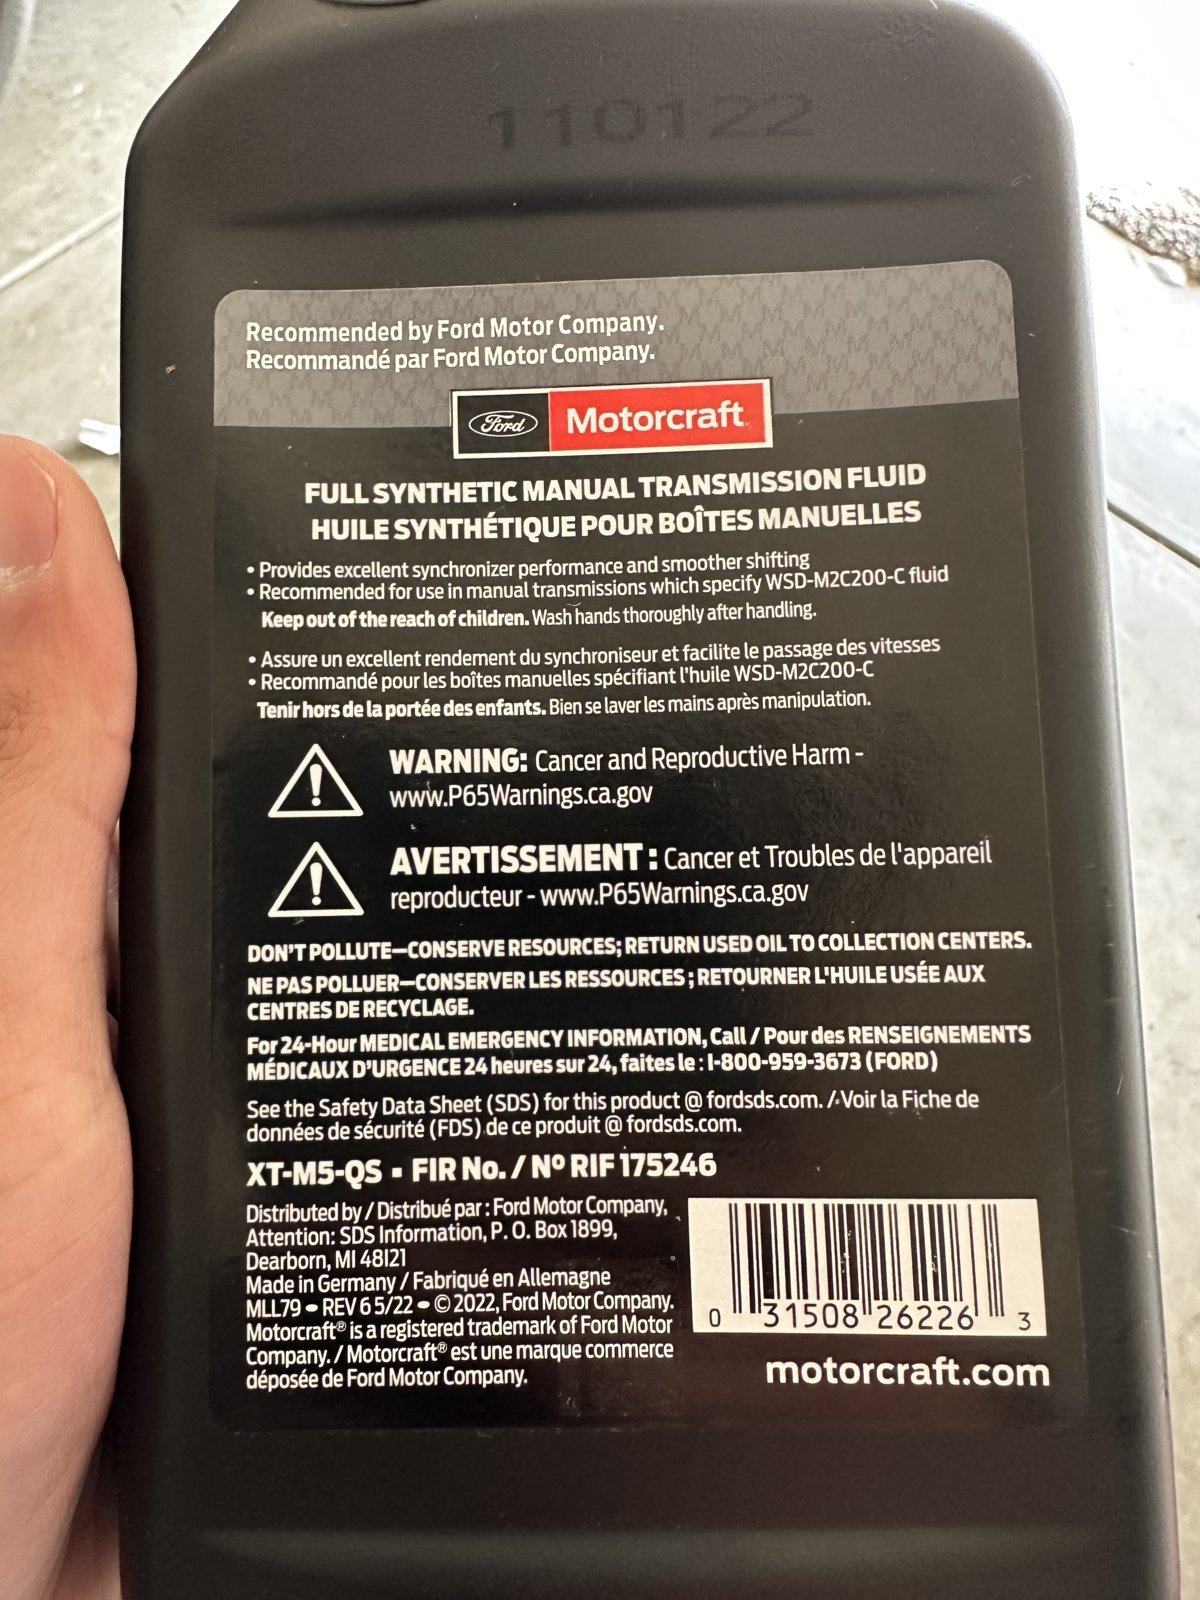 110122
Recommended by Ford Motor Company.
Recommandé par Ford Motor Company.
Ford Motorcraft
FULL SYNTHETIC MANUAL TRANSMISSION FLUID
HUILE SYNTHÉTIQUE POUR BOÎTES MANUELLES
• Provides excellent synchronizer performance and smoother shifting
• Recommended for use in manual transmissions which specify WSD-M2C200-C fluid
Keep out of the reach of children. Wash hands thoroughly after handling.
• Assure un excellent rendement du synchroniseur et facilite le passage des vitesses
• Recommandé pour les boîtes manuelles spécifiant l'huile WSD-M2C200-C
Tenir hors de la portée des enfants. Bien se laver les mains après manipulation.
WARNING: Cancer and Reproductive Harm -
www.P65Warnings.ca.gov
AVERTISSEMENT : Cancer et Troubles de l'appareil
reproducteur - www.P65Warnings.ca.gov
DON'T POLLUTE—CONSERVE RESOURCES; RETURN USED OIL TO COLLECTION CENTERS.
NE PAS POLLUER—CONSERVER LES RESSOURCES ; RETOURNER L'HUILE USÉE AUX
CENTRES DE RECYCLAGE.
For 24-Hour MEDICAL EMERGENCY INFORMATION, Call / Pour des RENSEIGNEMENTS
MÉDICAUX D'URGENCE 24 heures sur 24, faites le : 1-800-959-3673 (FORD)
See the Safety Data Sheet (SDS) for this product @ fordsds.com. / Voir la Fiche de
données de sécurité (FDS) de ce produit @ fordsds.com.
XT-M5-QS ▪ FIR No. / Nº RIF 175246
Distributed by / Distribué par : Ford Motor Company,
Attention: SDS Information, P. O. Box 1899,
Dearborn, MI 48121
Made in Germany / Fabriqué en Allemagne
MLL79 • REV 6 5/22 • © 2022, Ford Motor Company.
Motorcraft® is a registered trademark of Ford Motor
Company. / Motorcraft® est une marque commerce
déposée de Ford Motor Company.
0 31508 26226 3
motorcraft.com